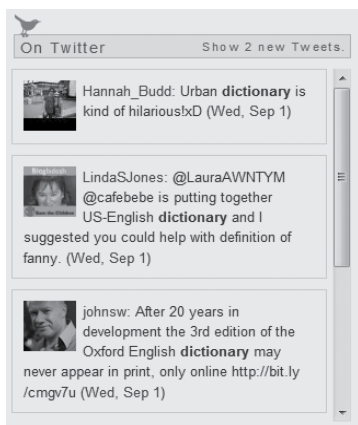 On Twitter
Show 2 new Tweets.
Hannah_Budd: Urban dictionary is
kind of hilarious!xD (Wed, Sep 1)
LindaSJones: @LauraAWNTYM
@cafebebe is putting together
US-English dictionary and I
suggested you could help with definition of
fanny. (Wed, Sep 1)
johnsw: After 20 years in
development the 3rd edition of the
Oxford English dictionary may
never appear in print, only online http://bit.ly
/cmgv7u (Wed, Sep 1)